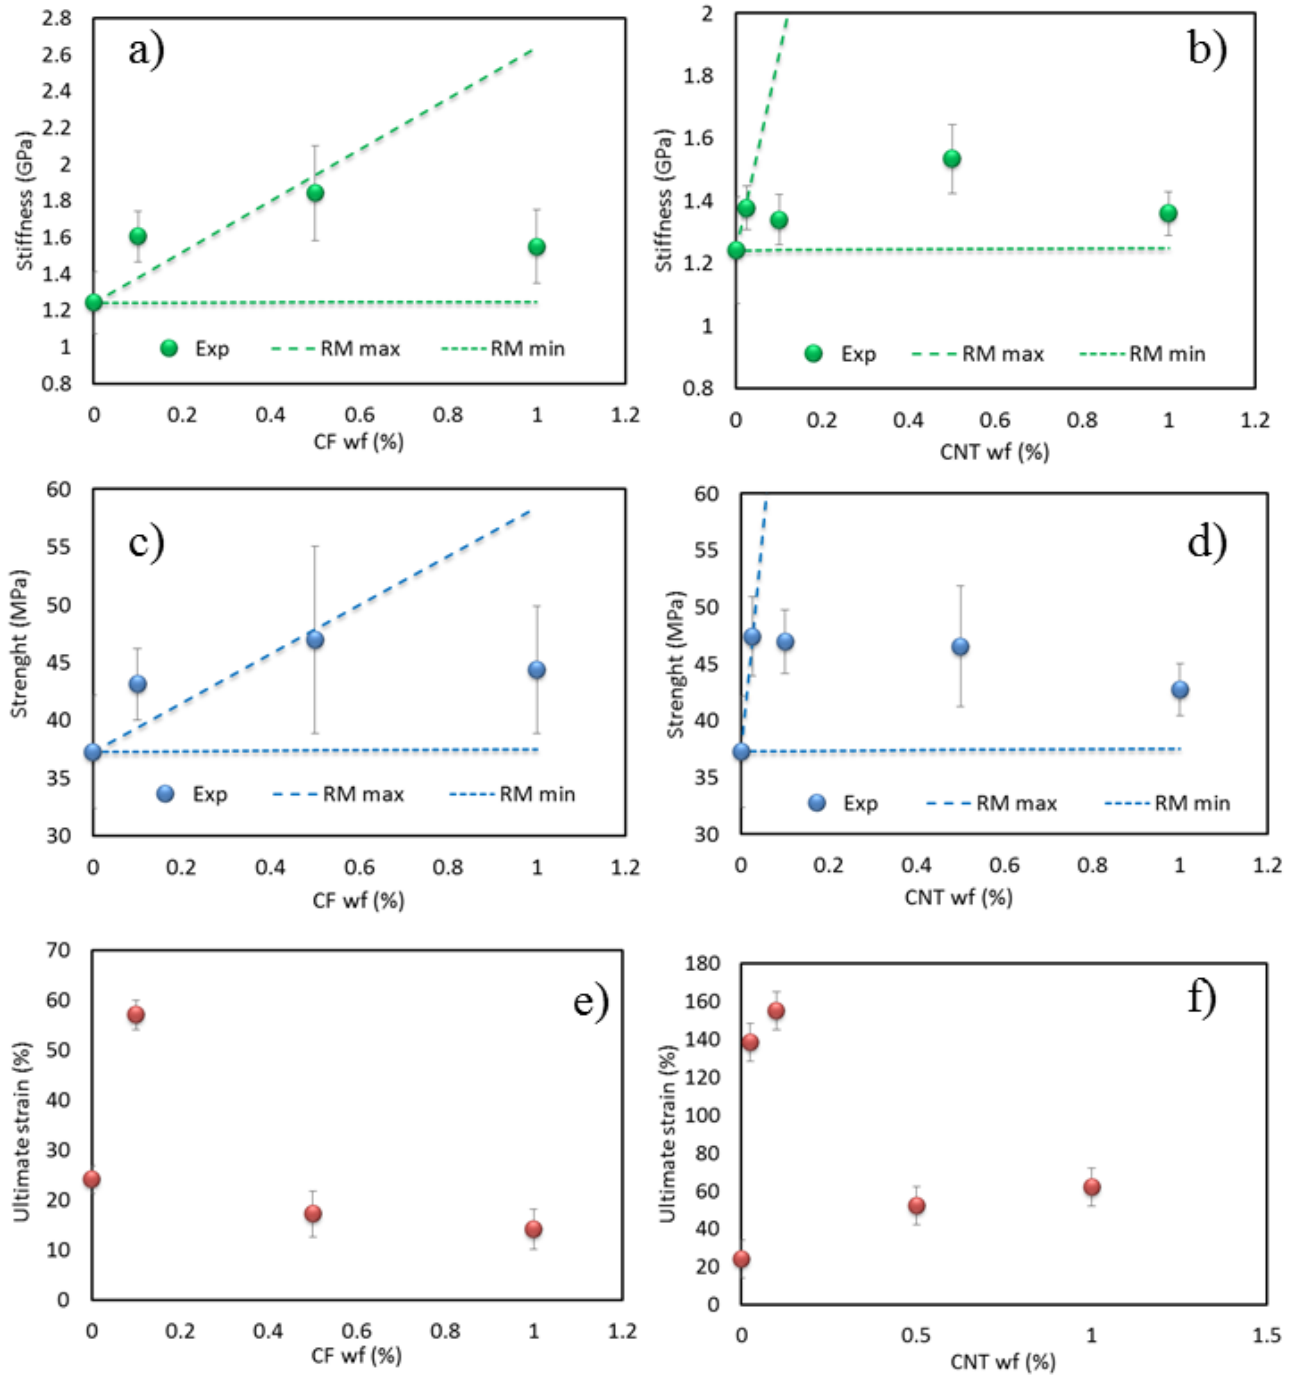 a)
Stiffness (GPa)
2.8
2.6
2.4
2.2
2
1.8
1.6
1.4
1.2
1
0.8
Exp RM max RM min
0 0.2 0.4 0.6 0.8 1 1.2
CF wf (%)
b)
Stiffness (GPa)
2
1.8
1.6
1.4
1.2
1
0.8
Exp RM max RM min
0 0.2 0.4 0.6 0.8 1 1.2
CNT wf (%)
c)
Strenght (MPa)
60
55
50
45
40
35
30
Exp RM max RM min
0 0.2 0.4 0.6 0.8 1 1.2
CF wf (%)
d)
Strenght (MPa)
60
55
50
45
40
35
30
Exp RM max RM min
0 0.2 0.4 0.6 0.8 1 1.2
CNT wf (%)
e)
Ultimate strain (%)
70
60
50
40
30
20
10
0
0 0.2 0.4 0.6 0.8 1 1.2
CF wf (%)
f)
Ultimate strain (%)
180
160
140
120
100
80
60
40
20
0
0 0.5 1 1.5
CNT wf (%)